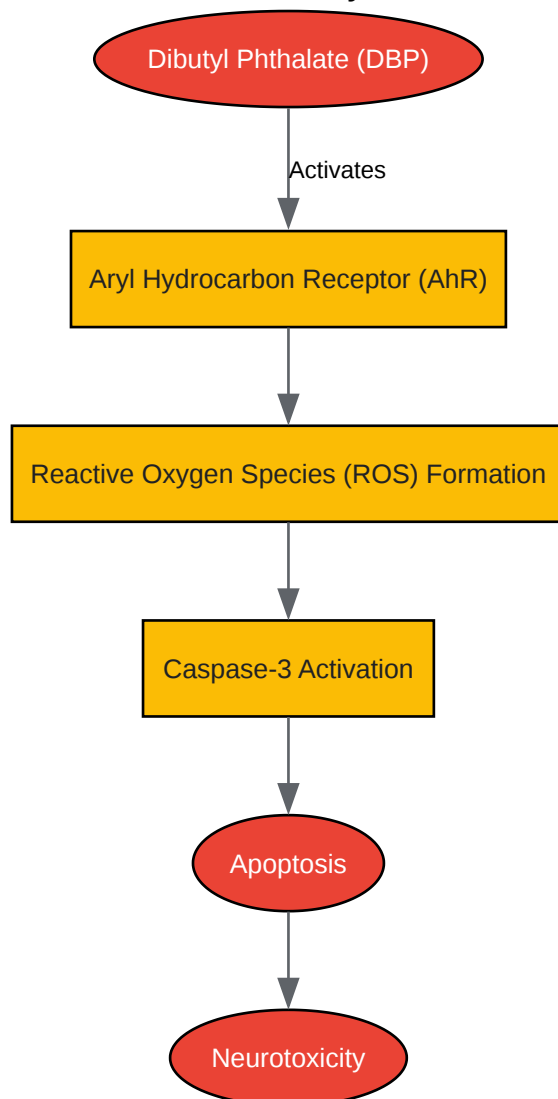 Dibutyl Phthalate (DBP)
Activates
Aryl Hydrocarbon Receptor (AhR)
Reactive Oxygen Species (ROS) Formation
Caspase-3 Activation
Apoptosis
Neurotoxicity